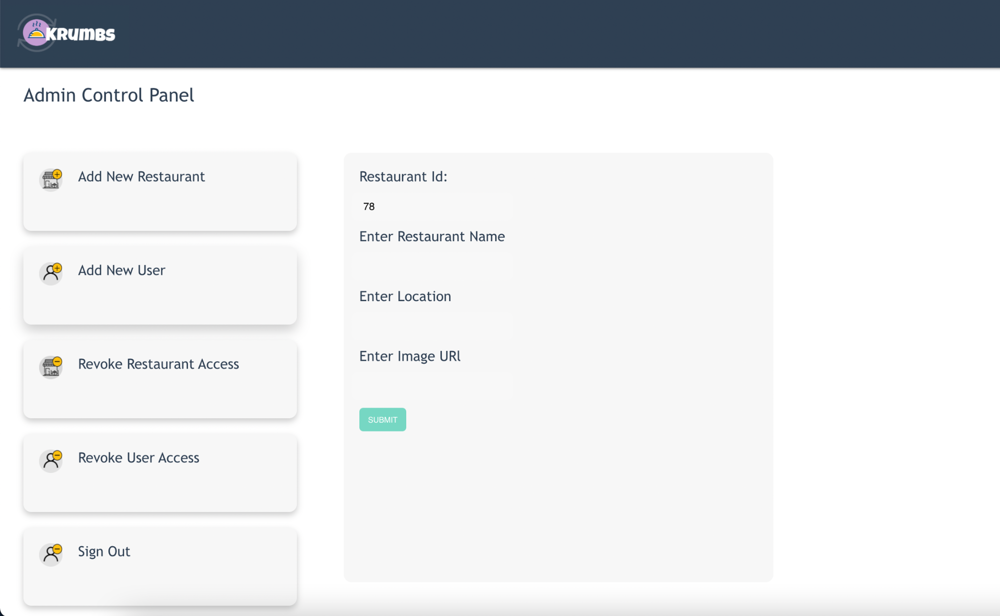 KRUMBS
Admin Control Panel
Add New Restaurant
Add New User
Revoke Restaurant Access
Revoke User Access
Sign Out
Restaurant Id:
78
Enter Restaurant Name
Enter Location
Enter Image URl
SUBMIT